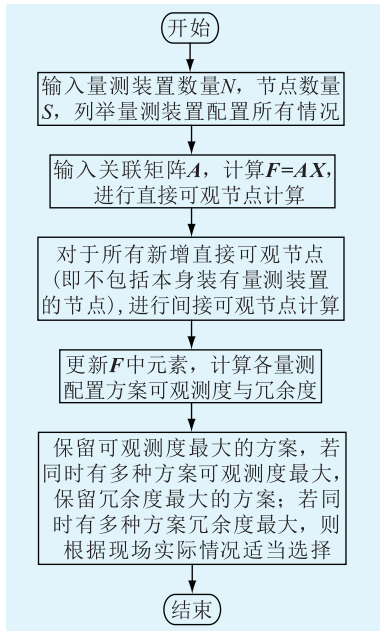 开始
输入量测装置数量N，节点数量
S，列举量测装置配置所有情况
输入关联矩阵A，计算F=AX，
进行直接可观节点计算
对于所有新增直接可观节点
(即不包括本身装有量测装置
的节点),进行间接可观节点计算
更新F中元素，计算各量测
配置方案可观测度与冗余度
保留可观测度最大的方案，若
同时有多种方案可观测度最大，
保留冗余度最大的方案；若同
时有多种方案冗余度最大，则
根据现场实际情况适当选择
结束